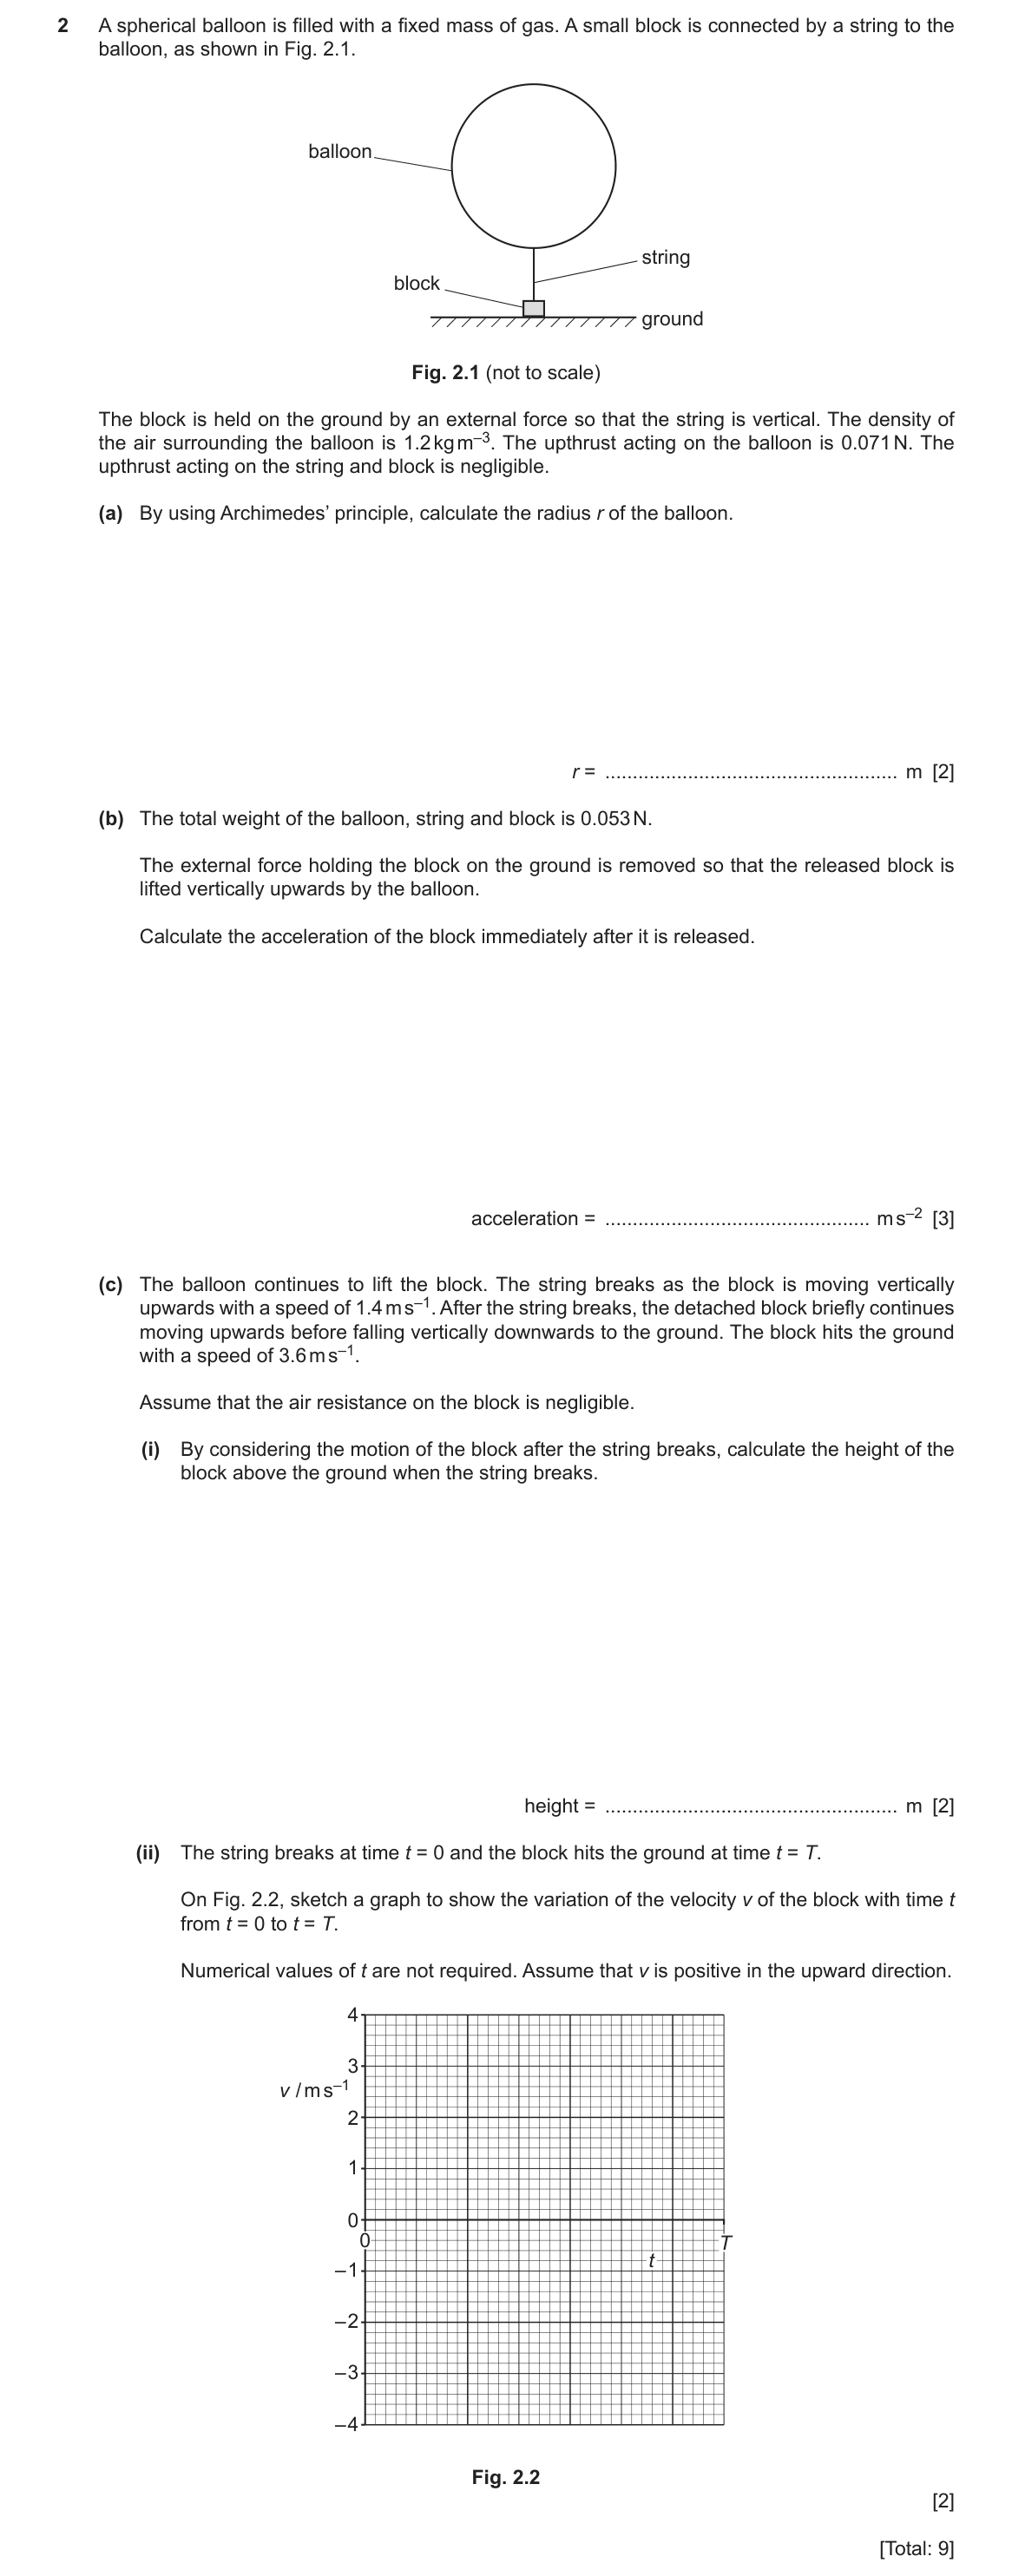 2 A spherical balloon is filled with a fixed mass of gas. A small block is connected by a string to the
balloon, as shown in Fig. 2.1.
balloon
string
block
ground
Fig. 2.1 (not to scale)
The block is held on the ground by an external force so that the string is vertical. The density of
the air surrounding the balloon is 1.2 kg m⁻³. The upthrust acting on the balloon is 0.071 N. The
upthrust acting on the string and block is negligible.
(a) By using Archimedes’ principle, calculate the radius r of the balloon.
r = ..................................................... m [2]
(b) The total weight of the balloon, string and block is 0.053 N.
The external force holding the block on the ground is removed so that the released block is
lifted vertically upwards by the balloon.
Calculate the acceleration of the block immediately after it is released.
acceleration = ................................................ m s⁻² [3]
(c) The balloon continues to lift the block. The string breaks as the block is moving vertically
upwards with a speed of 1.4 m s⁻¹. After the string breaks, the detached block briefly continues
moving upwards before falling vertically downwards to the ground. The block hits the ground
with a speed of 3.6 m s⁻¹.
Assume that the air resistance on the block is negligible.
(i) By considering the motion of the block after the string breaks, calculate the height of the
block above the ground when the string breaks.
height = ..................................................... m [2]
(ii) The string breaks at time t = 0 and the block hits the ground at time t = T.
On Fig. 2.2, sketch a graph to show the variation of the velocity v of the block with time t
from t = 0 to t = T.
Numerical values of t are not required. Assume that v is positive in the upward direction.
4
3
v / m s⁻¹
2
1
0
0
T
t
–1
–2
–3
–4
Fig. 2.2
[2]
[Total: 9]